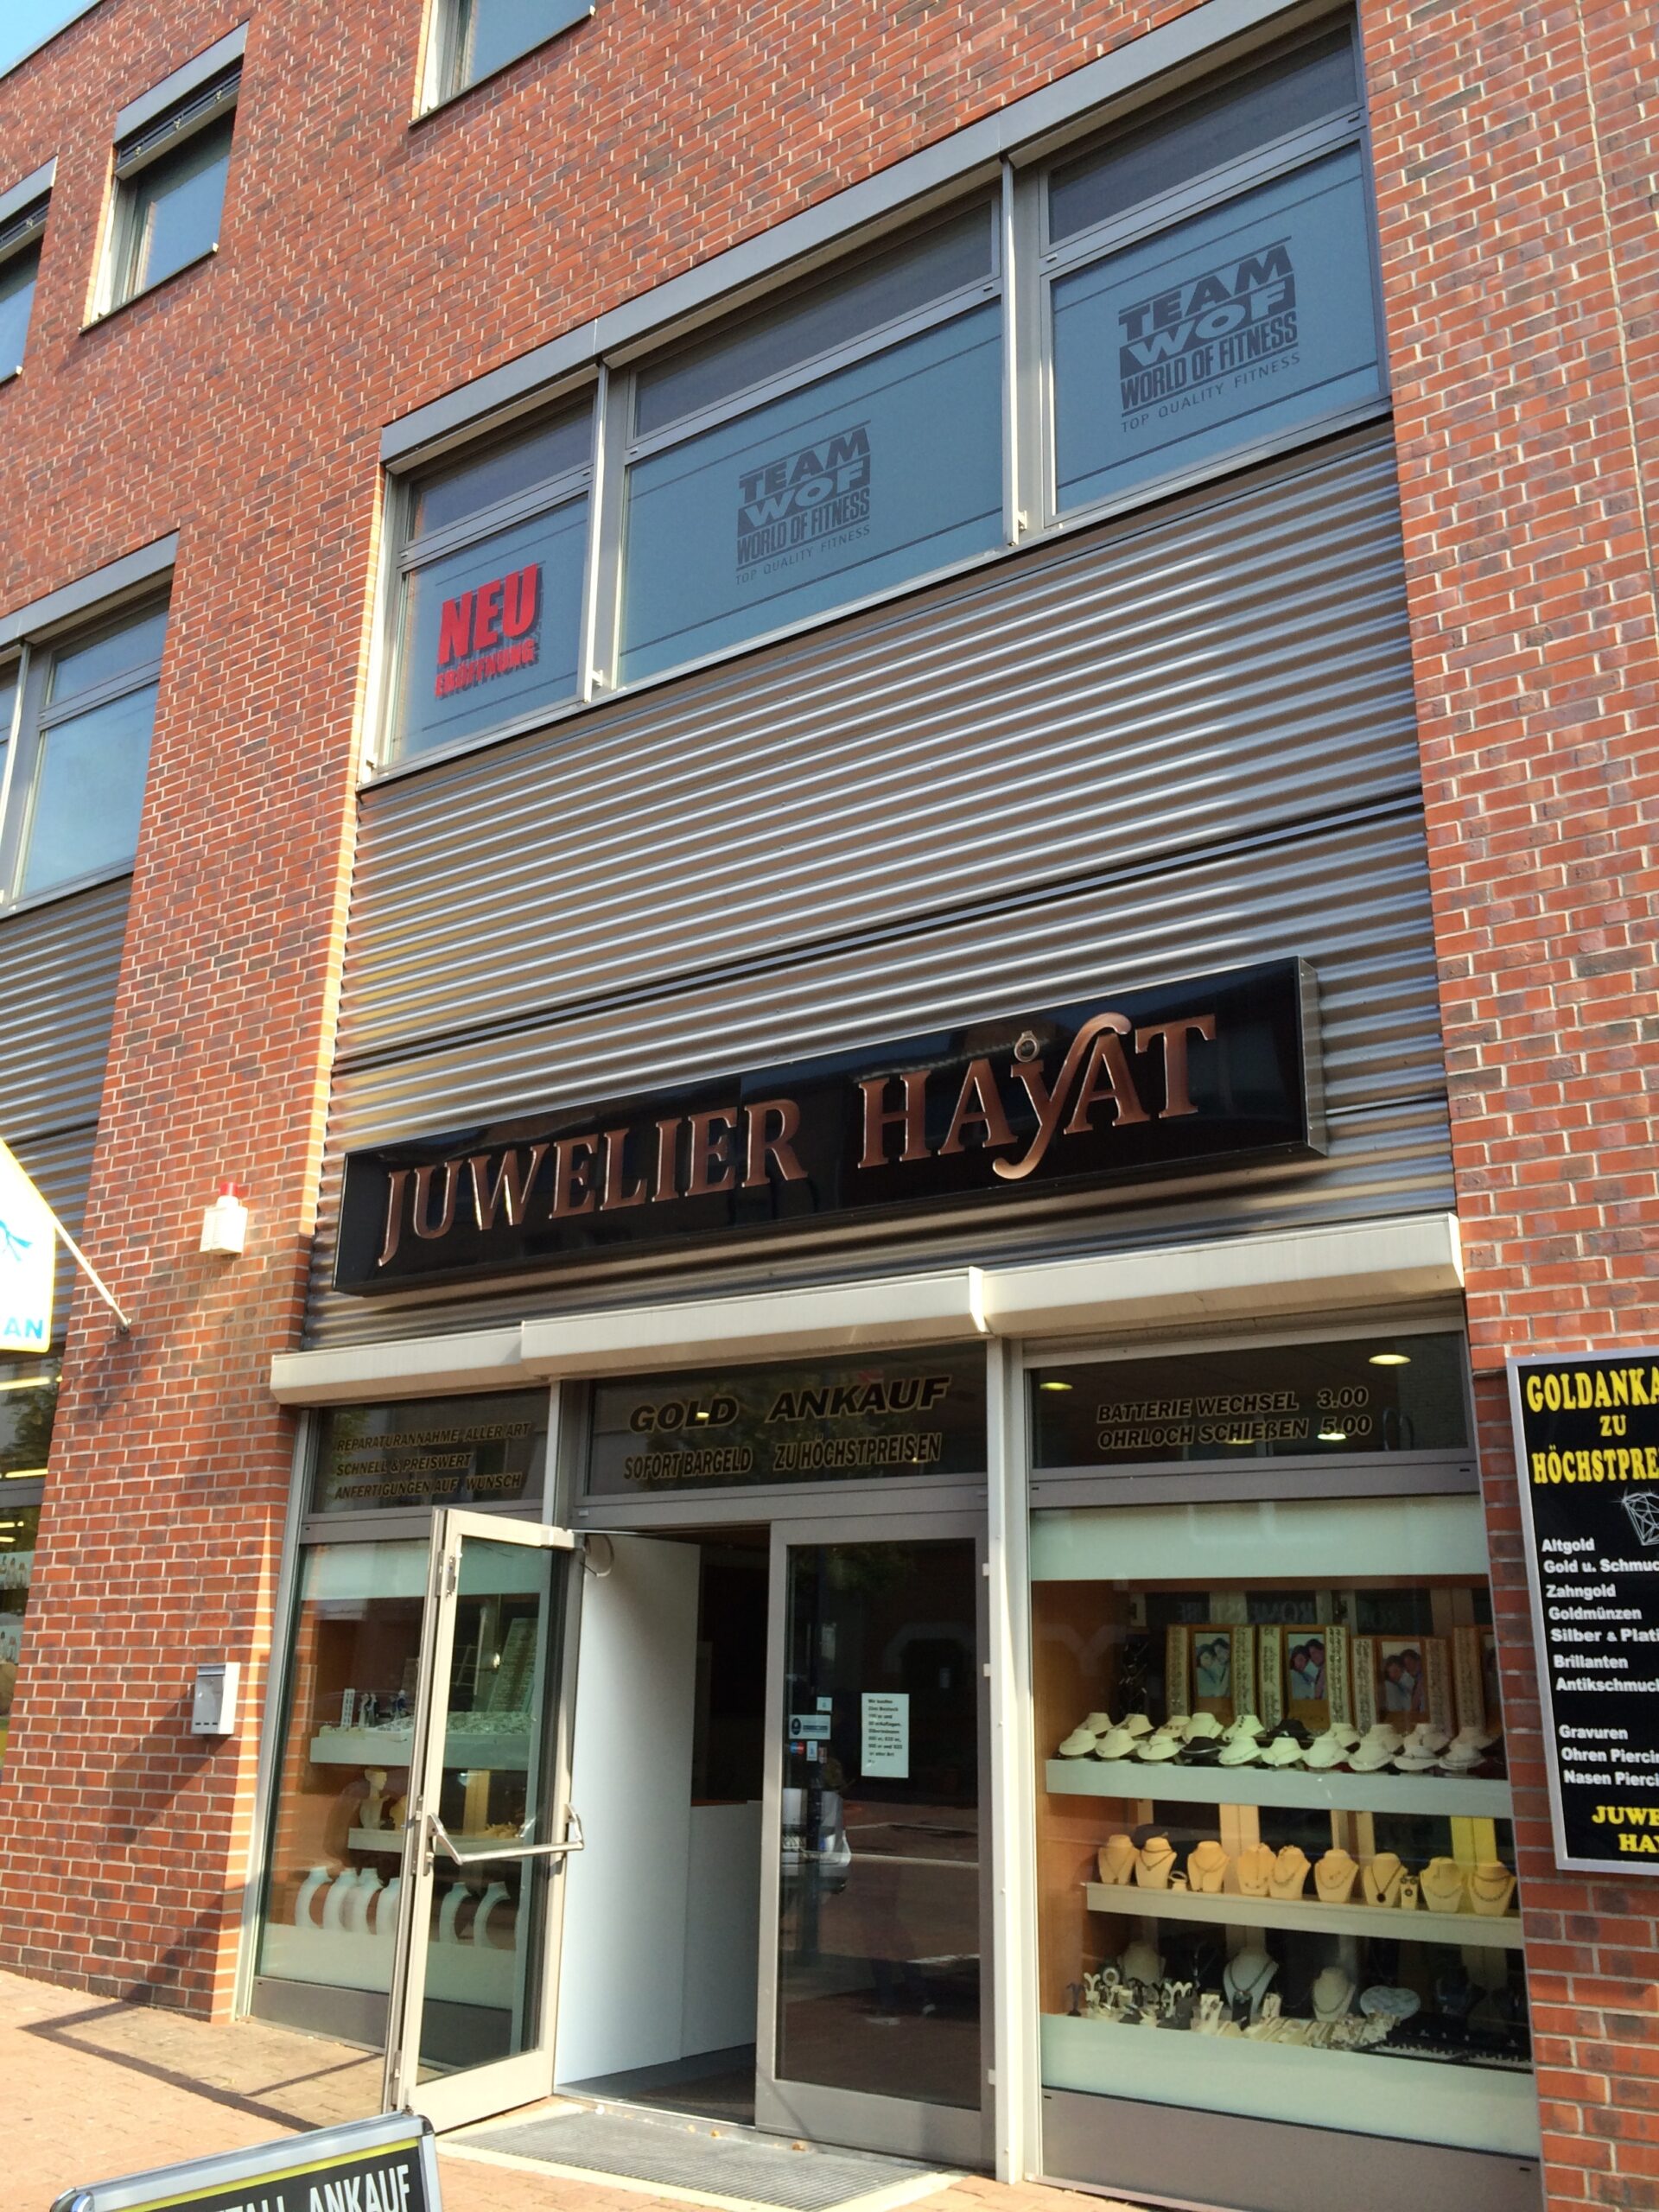 TEAM
WOF
WORLD OF FITNESS
TOP QUALITY FITNESS
TEAM
WOF
WORLD OF FITNESS
TOP QUALITY FITNESS
NEU
ERÖFFNUNG
JUWELIER HAYAT
AN
REPARATURANNAHME ALLER ART
SCHNELL & PREISWERT
ANFERTIGUNGEN AUF WUNSCH
GOLD ANKAUF
SOFORT BARGELD ZU HÖCHSTPREISEN
BATTERIE WECHSEL 3.00
OHRLOCH SCHIEßEN 5.00
GOLDANKA
ZU
HÖCHSTPRE
Altgold
Gold u. Schmuc
Zahngold
Goldmünzen
Silber & Plati
Brillanten
Antikschmuc
Gravuren
Ohren Piercin
Nasen Pierci
JUWE
HAY
ANKAUF